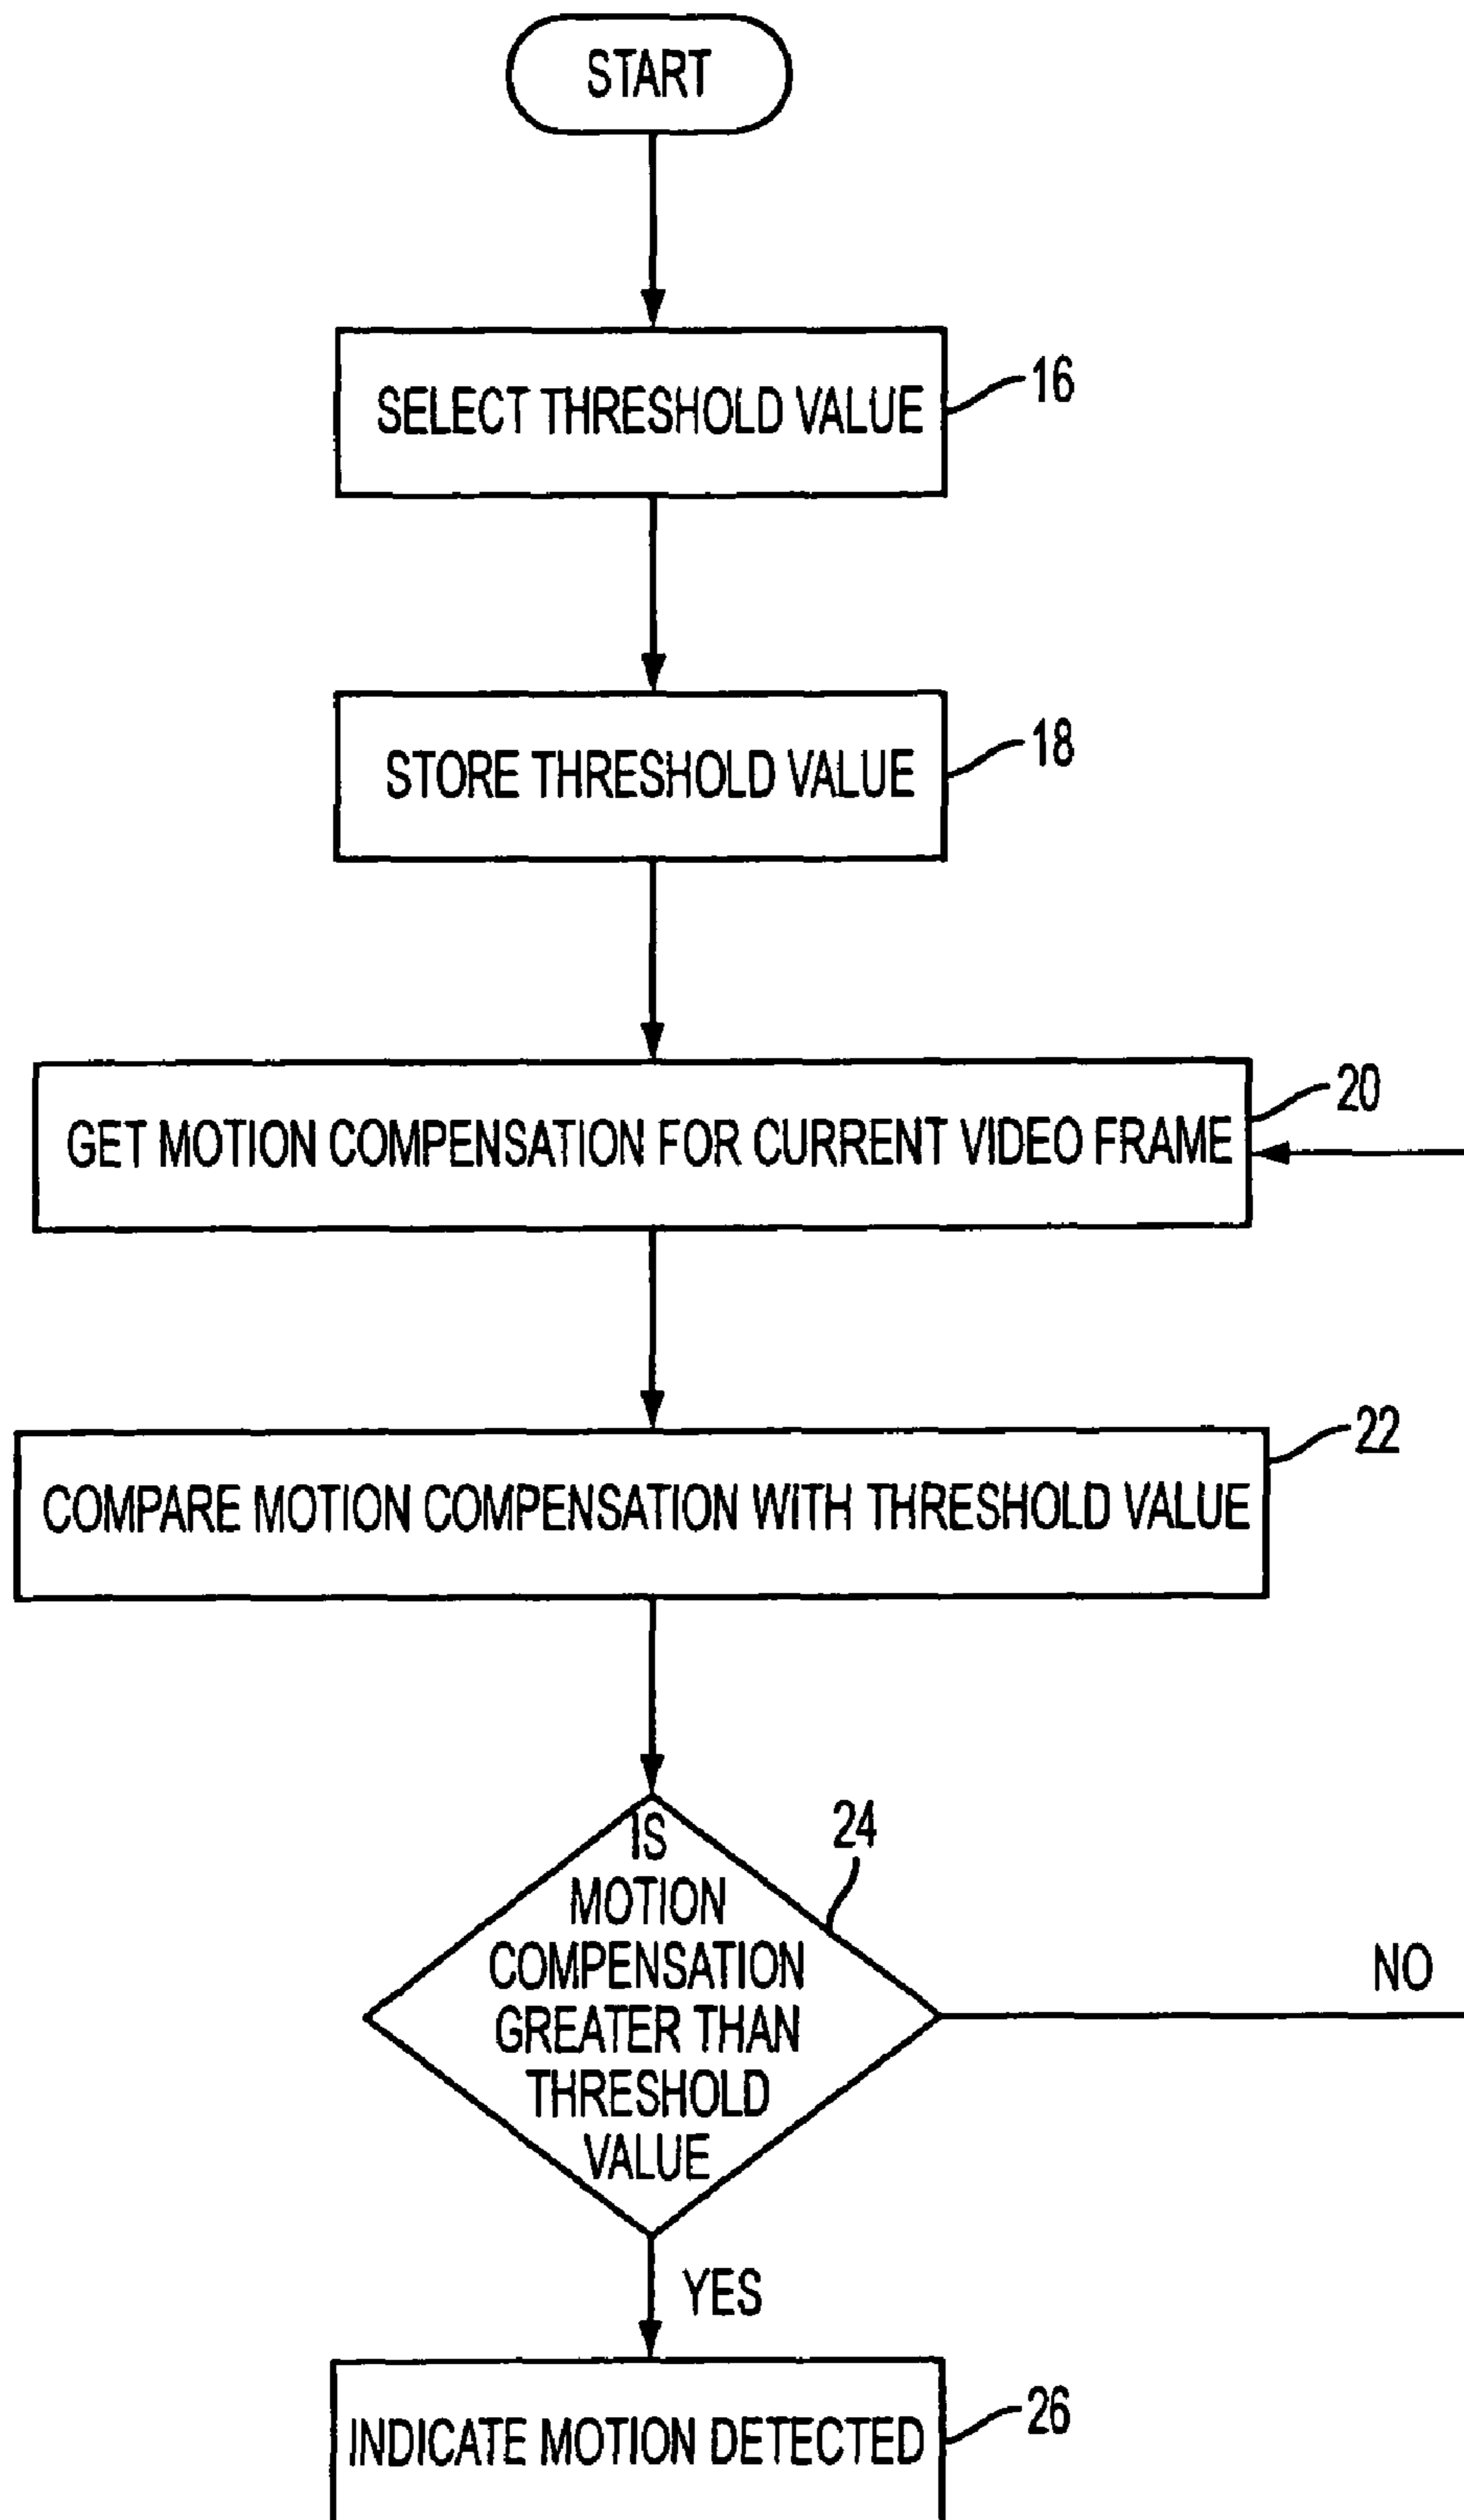 START
SELECT THRESHOLD VALUE
16
STORE THRESHOLD VALUE
18
GET MOTION COMPENSATION FOR CURRENT VIDEO FRAME
20
COMPARE MOTION COMPENSATION WITH THRESHOLD VALUE
22
24
IS
MOTION
COMPENSATION
GREATER THAN
THRESHOLD
VALUE
NO
YES
INDICATE MOTION DETECTED
26